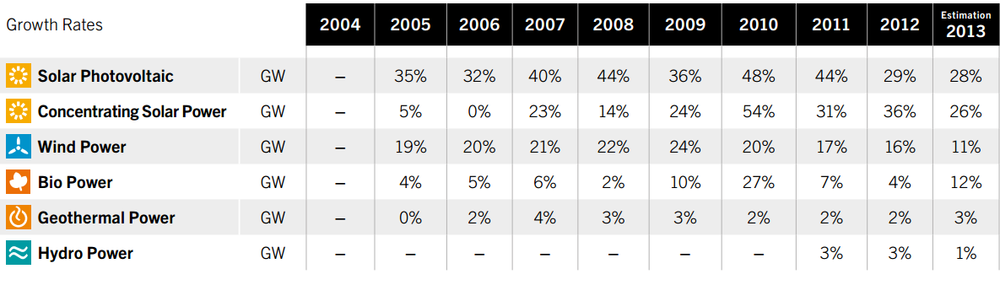 Growth Rates 2004 2005 2006 2007 2008 2009 2010 2011 2012 Estimation 2013
Solar Photovoltaic GW – 35% 32% 40% 44% 36% 48% 44% 29% 28%
Concentrating Solar Power GW – 5% 0% 23% 14% 24% 54% 31% 36% 26%
Wind Power GW – 19% 20% 21% 22% 24% 20% 17% 16% 11%
Bio Power GW – 4% 5% 6% 2% 10% 27% 7% 4% 12%
Geothermal Power GW – 0% 2% 4% 3% 3% 2% 2% 2% 3%
Hydro Power GW – – – – – – – 3% 3% 1%